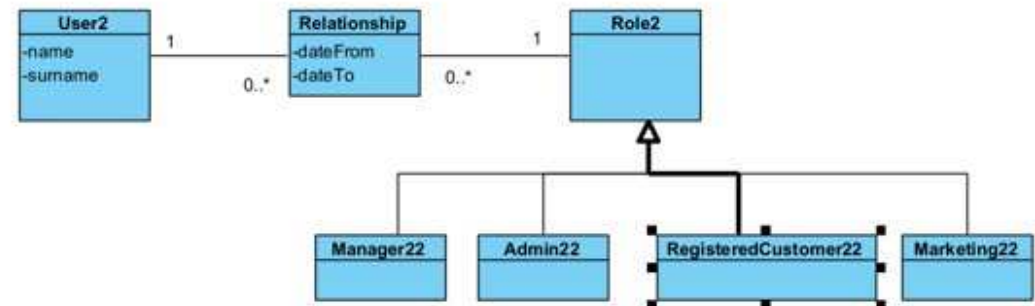 User2
-name
-surname
1
0..*
Relationship
-dateFrom
-dateTo
1
0..*
Role2
Manager22
Admin22
RegisteredCustomer22
Marketing22